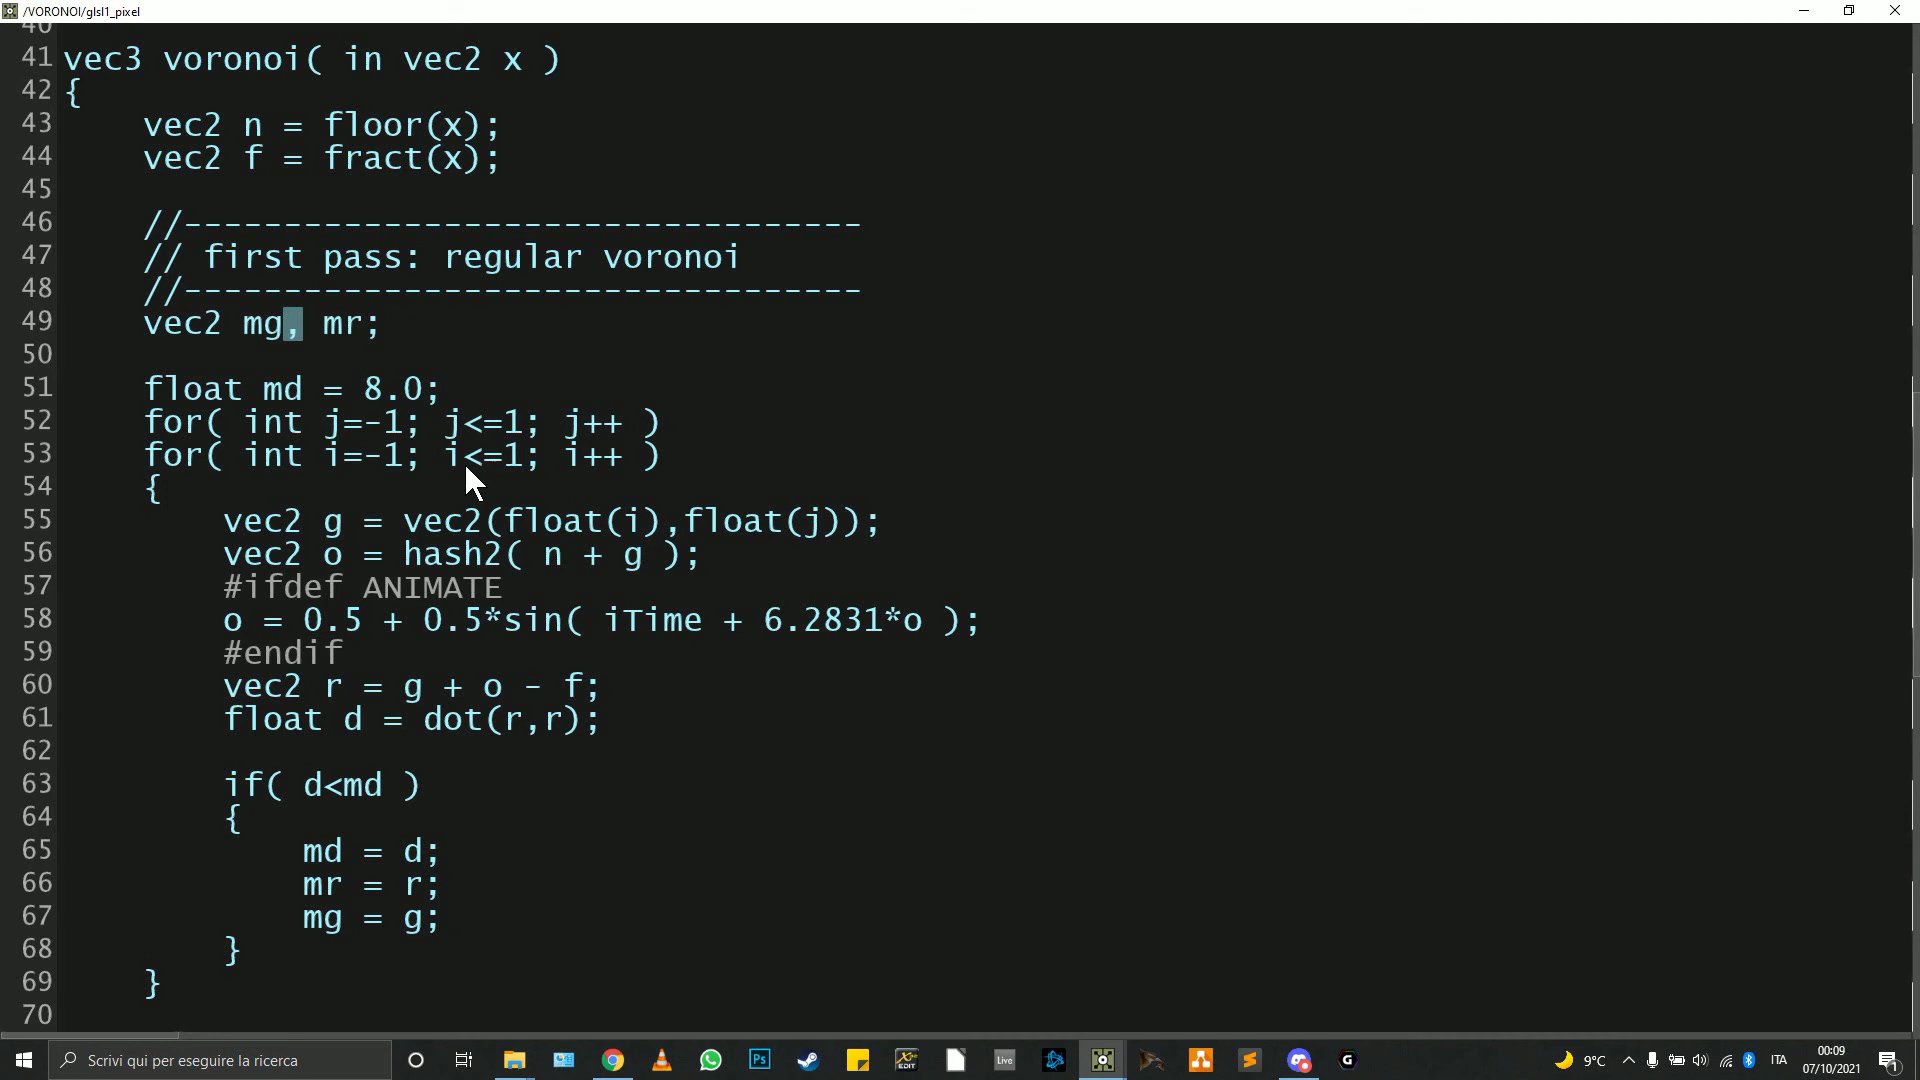 /VORONOI/glsl1_pixel
40
41 vec3 voronoi( in vec2 x )
42 {
43 vec2 n = floor(x);
44 vec2 f = fract(x);
45
46 //----------------------------------
47 // first pass: regular voronoi
48 //----------------------------------
49 vec2 mg, mr;
50
51 float md = 8.0;
52 for( int j=-1; j<=1; j++ )
53 for( int i=-1; i<=1; i++ )
54 {
55 vec2 g = vec2(float(i),float(j));
56 vec2 o = hash2( n + g );
57 #ifdef ANIMATE
58 o = 0.5 + 0.5*sin( iTime + 6.2831*o );
59 #endif
60 vec2 r = g + o - f;
61 float d = dot(r,r);
62
63 if( d<md )
64 {
65 md = d;
66 mr = r;
67 mg = g;
68 }
69 }
70
Scrivi qui per eseguire la ricerca
Ps
EDIT
Live
G
9°C
ITA
00:09
07/10/2021
1